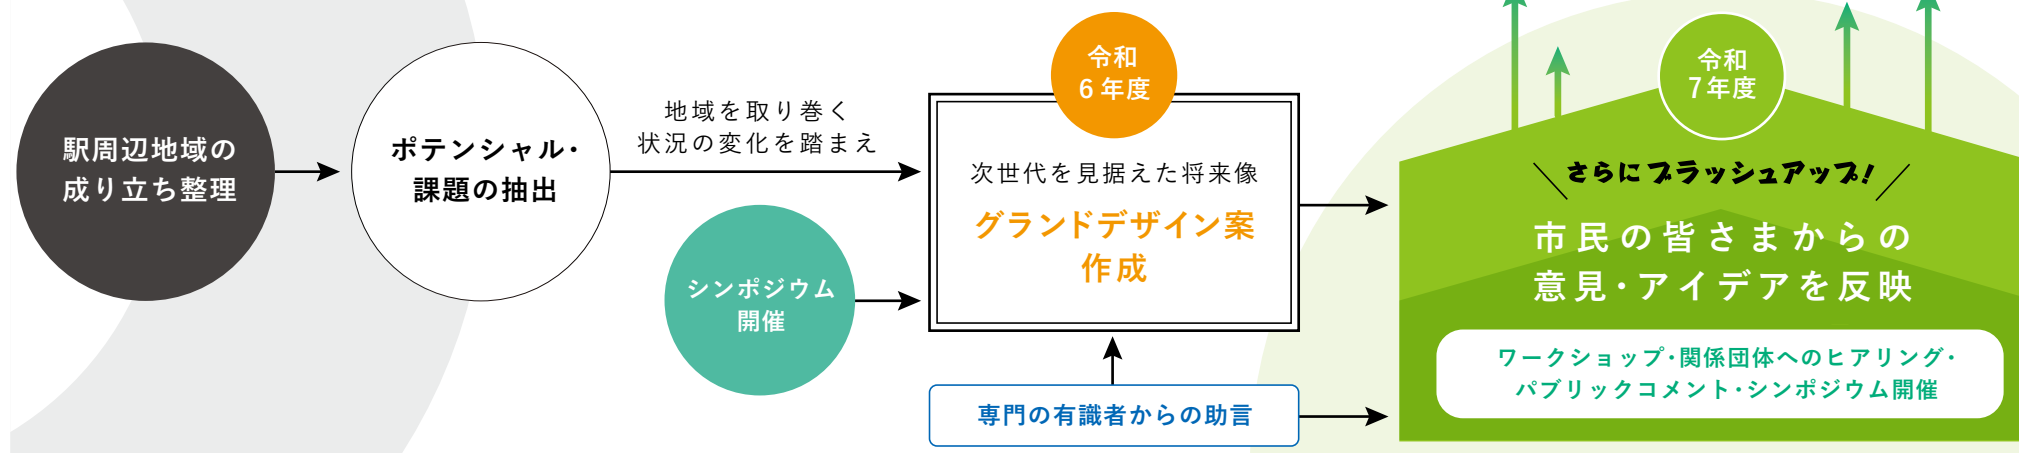 駅周辺地域の
成り立ち整理
ポテンシャル・
課題の抽出
地域を取り巻く
状況の変化を踏まえ
シンポジウム
開催
令和
6年度
次世代を見据えた将来像
グランドデザイン案
作成
専門の有識者からの助言
令和
7年度
さらにブラッシュアップ！
市民の皆さまからの
意見・アイデアを反映
ワークショップ・関係団体へのヒアリング・
パブリックコメント・シンポジウム開催